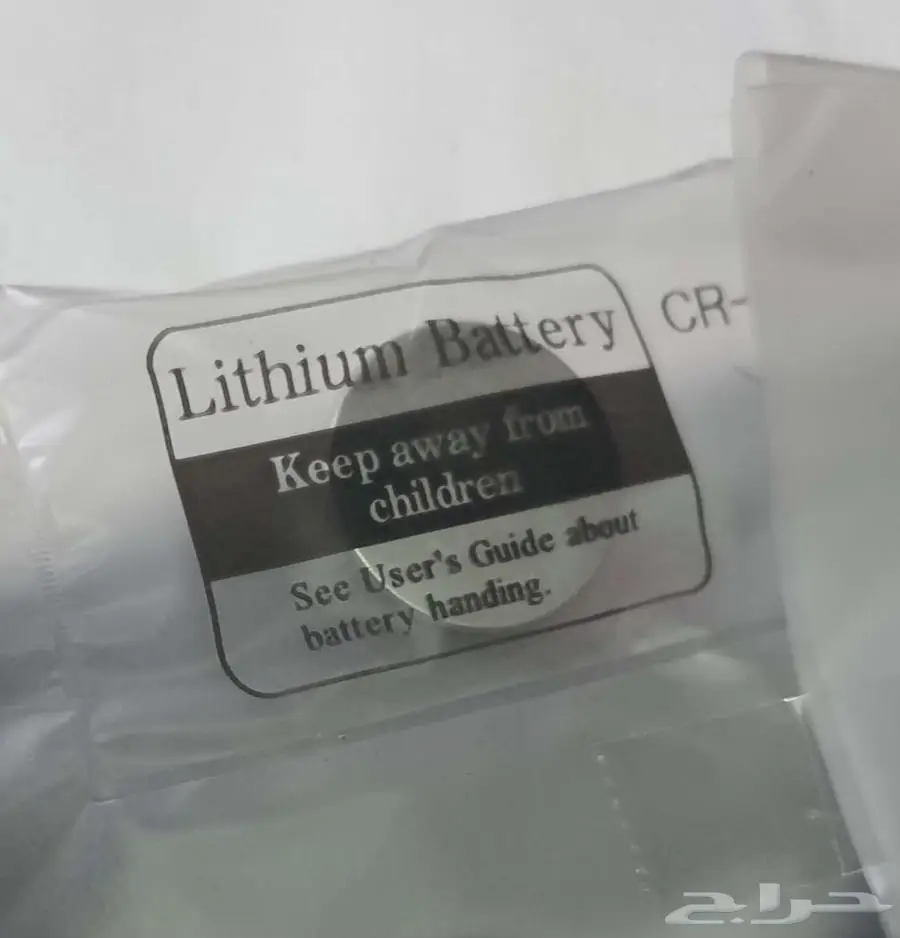 Lithium Battery
CR-
Keep away from
children
See User's Guide about
battery handing.
حراج